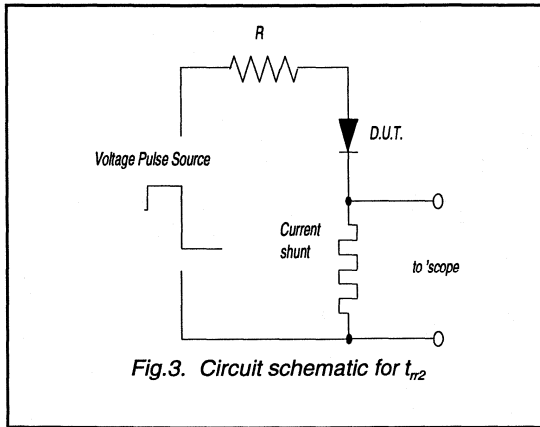 R
D.U.T.
Voltage Pulse Source
Current
shunt
to 'scope
Fig.3. Circuit schematic for trr2